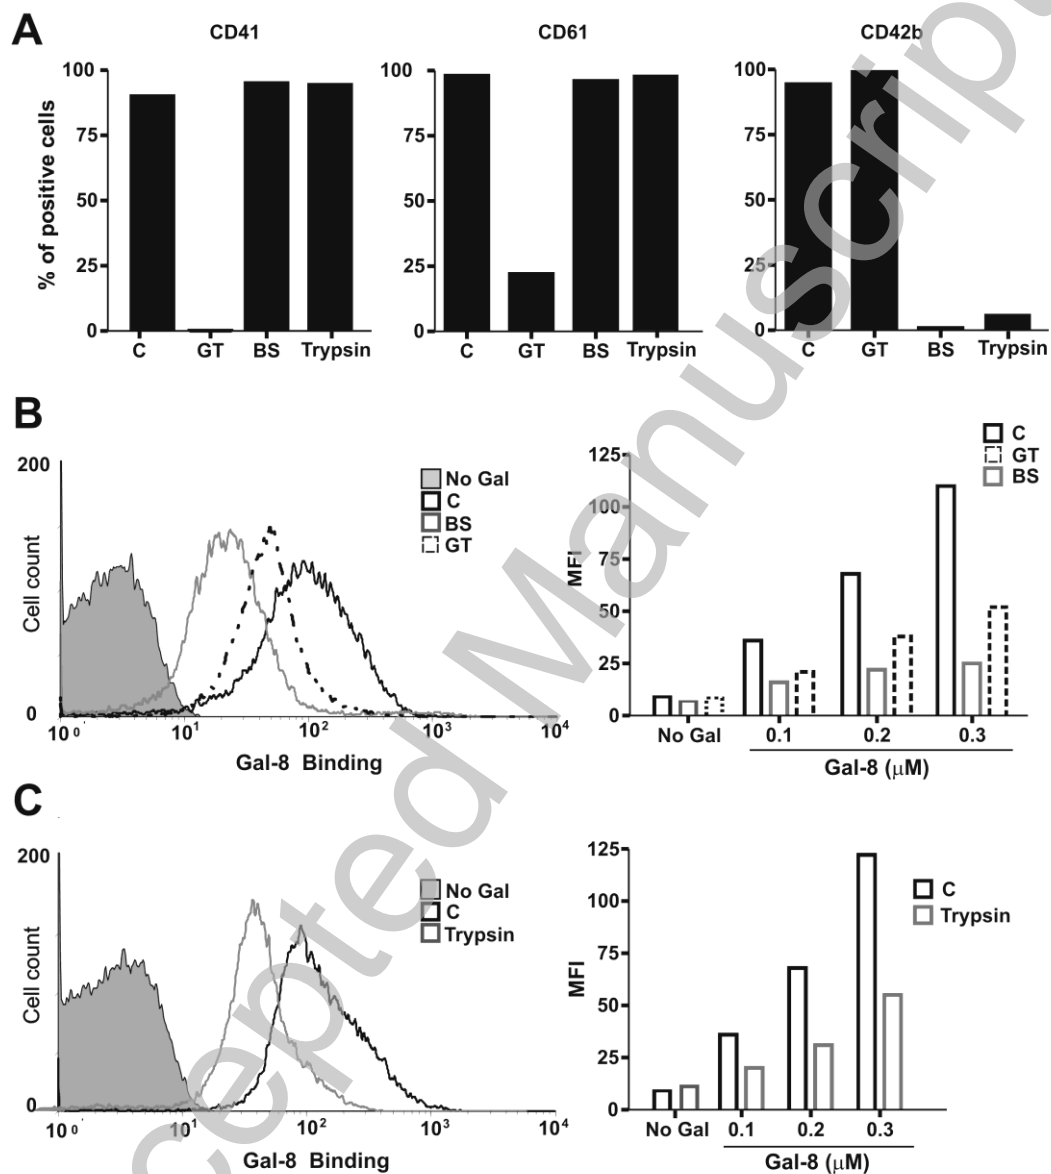 A
CD41
CD61
CD42b
% of positive cells
100
75
50
25
0
C GT BS Trypsin
100
75
50
25
0
C GT BS Trypsin
100
75
50
25
0
C GT BS Trypsin
B
200
Cell count
0
10⁰ 10¹ 10² 10³ 10⁴
Gal-8 Binding
No Gal
C
BS
GT
C
GT
BS
125
100
75
50
25
0
MFI
No Gal 0.1 0.2 0.3
Gal-8 (μM)
C
200
Cell count
0
10⁰ 10¹ 10² 10³ 10⁴
Gal-8 Binding
No Gal
C
Trypsin
125
100
75
50
25
0
MFI
C
Trypsin
No Gal 0.1 0.2 0.3
Gal-8 (μM)
cepted Manuscript